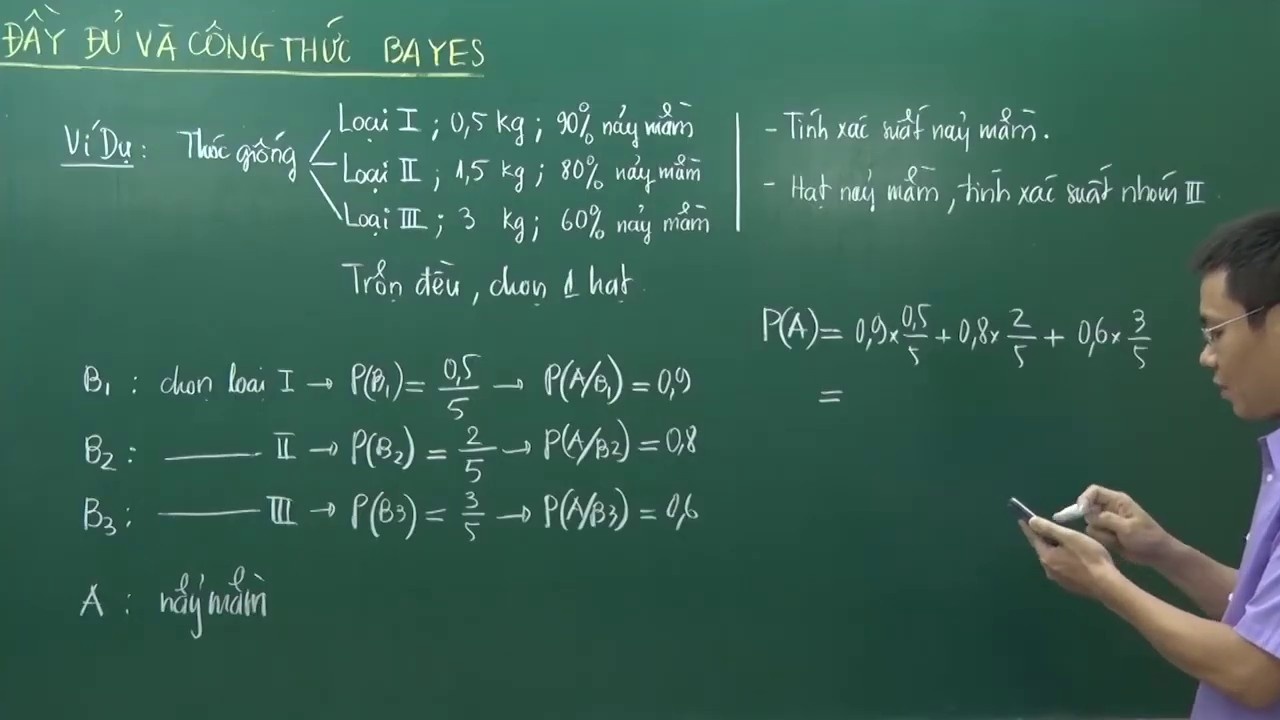 ĐẦY ĐỦ VÀ CÔNG THỨC BAYES
Ví Dụ: Thóc giống
Loại I ; 0,5 kg ; 90% nảy mầm
Loại II ; 1,5 kg ; 80% nảy mầm
Loại III ; 3 kg ; 60% nảy mầm
Trộn đều, chọn 1 hạt.
- Tính xác suất nảy mầm.
- Hạt nảy mầm, tính xác suất nhóm III.
B₁ : chọn loại I → P(B₁) = 0,5/5 → P(A/B₁) = 0,9
B₂ : —— II → P(B₂) = 2/5 → P(A/B₂) = 0,8
B₃ : —— III → P(B₃) = 3/5 → P(A/B₃) = 0,6
A : nảy mầm
P(A) = 0,9 × 0,5/5 + 0,8 × 2/5 + 0,6 × 3/5
=